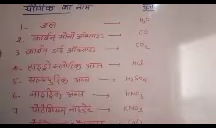 यौगिक का नाम सूत्र
1. जल → H₂O
2. कार्बन मोनो ऑक्साइड → CO
3 कार्बन डाई ऑक्साइड → CO₂
4. हाइड्रोक्लोरिक अम्ल → HCl
5. सल्फ्यूरिक अम्ल → H₂SO₄
6. नाइट्रिक अम्ल → HNO₃
7 पोटैशियम नाइट्रेट → KNO₃